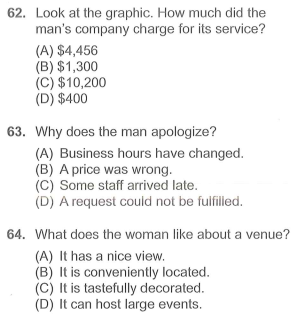 62. Look at the graphic. How much did the
man's company charge for its service?
(A) $4,456
(B) $1,300
(C) $10,200
(D) $400
63. Why does the man apologize?
(A) Business hours have changed.
(B) A price was wrong.
(C) Some staff arrived late.
(D) A request could not be fulfilled.
64. What does the woman like about a venue?
(A) It has a nice view.
(B) It is conveniently located.
(C) It is tastefully decorated.
(D) It can host large events.